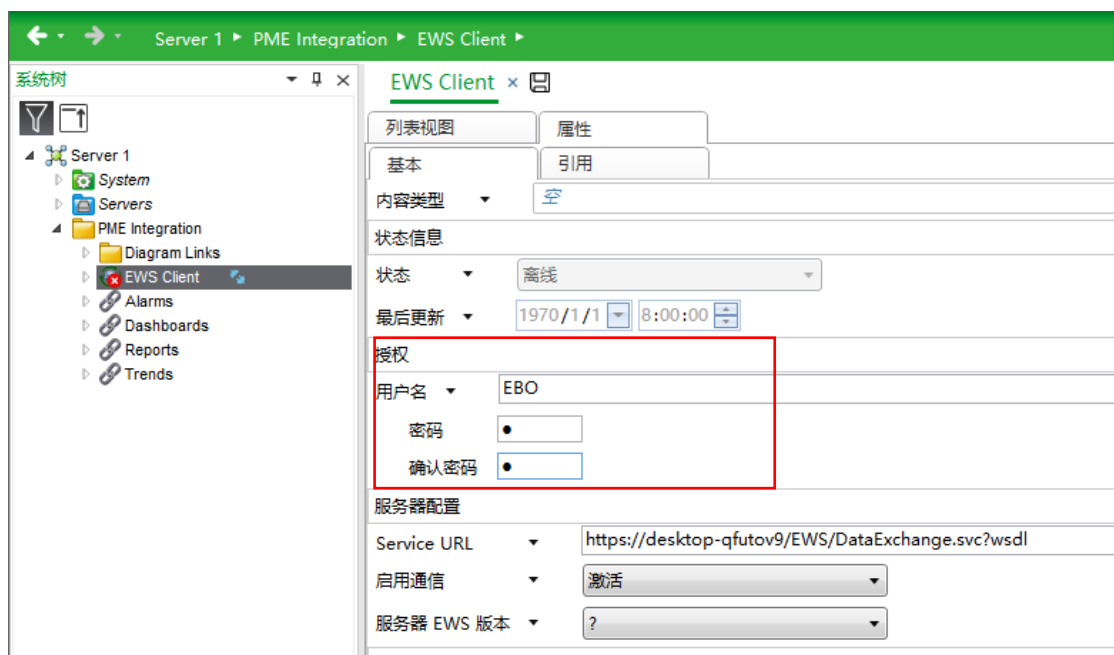 Server 1 PME Integration EWS Client
系统树
Server 1
System
Servers
PME Integration
Diagram Links
EWS Client
Alarms
Dashboards
Reports
Trends
EWS Client
列表视图 属性
基本 引用
内容类型 空
状态信息
状态 离线
最后更新 1970/1/1 8:00:00
授权
用户名 EBO
密码 ●
确认密码 ●
服务器配置
Service URL https://desktop-qfutov9/EWS/DataExchange.svc?wsdl
启用通信 激活
服务器 EWS 版本 ?